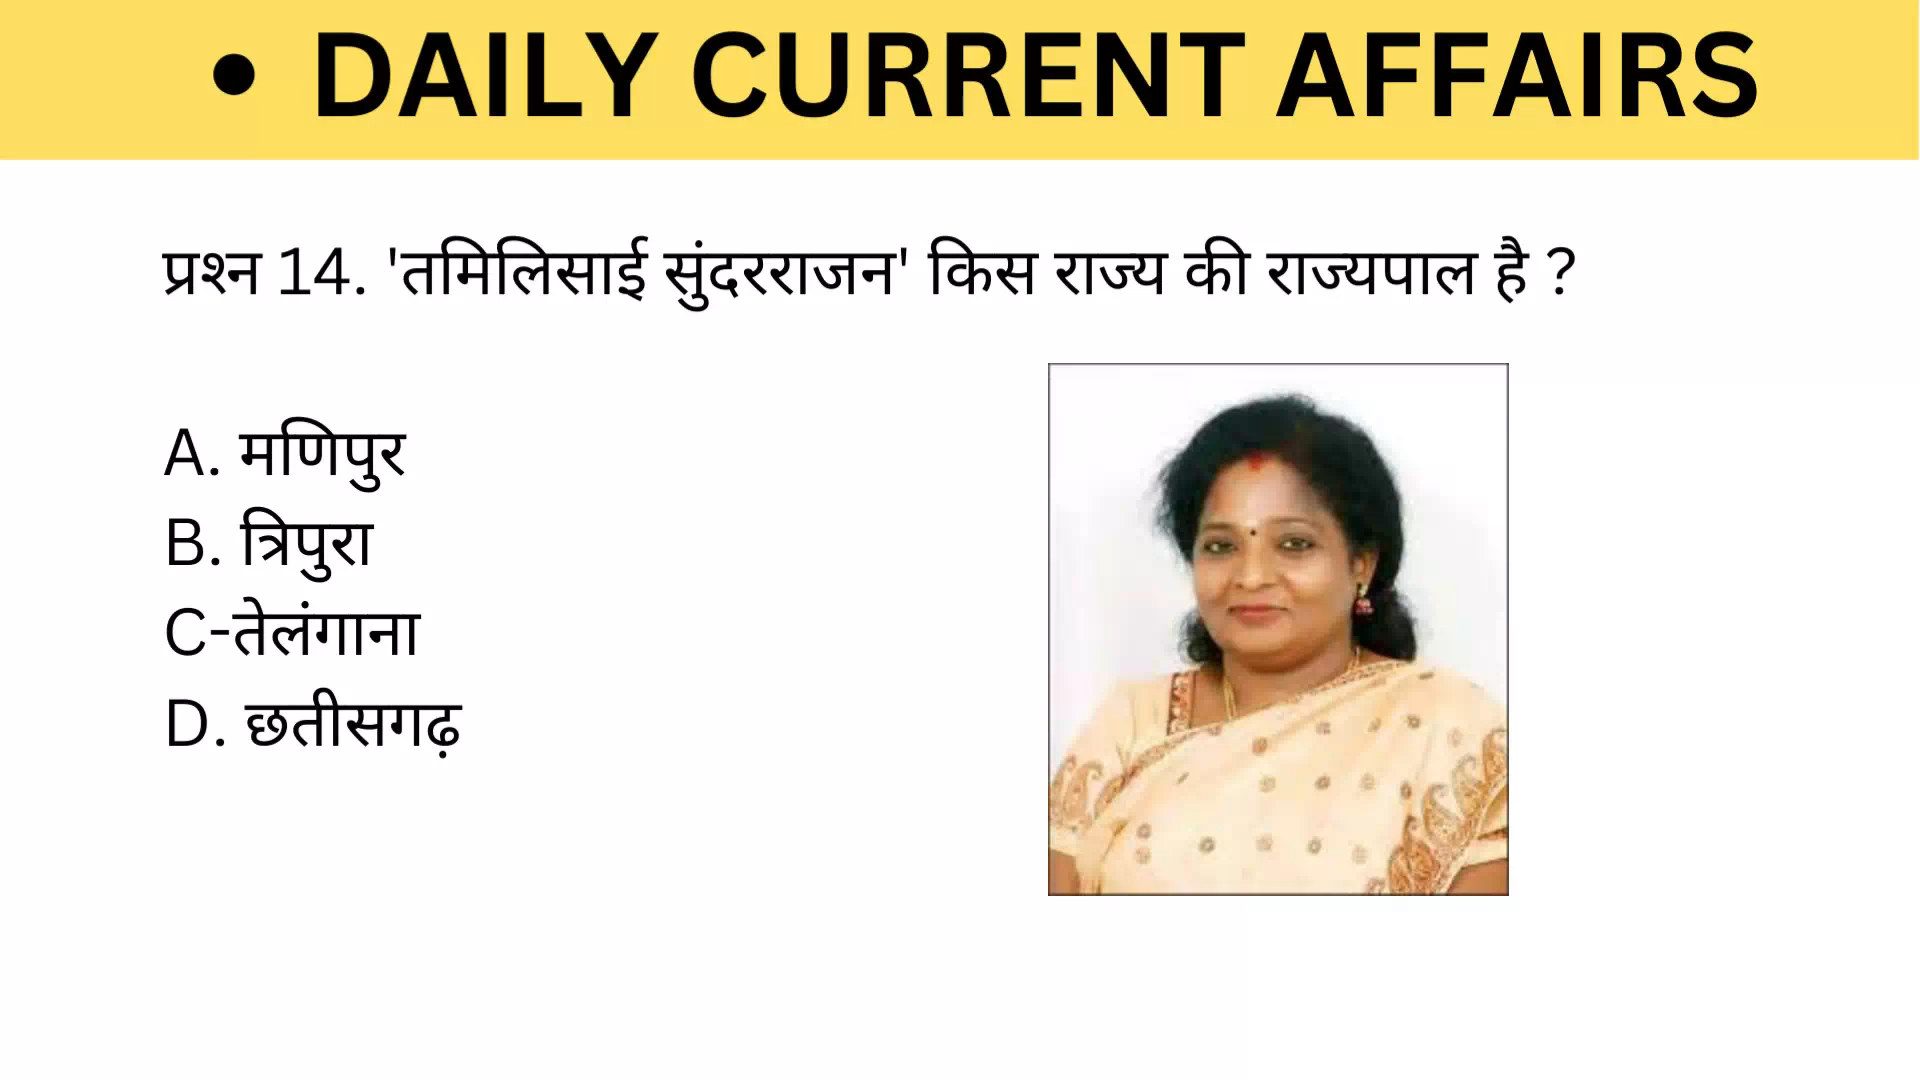 • DAILY CURRENT AFFAIRS
प्रश्न 14. 'तमिलिसाई सुंदरराजन' किस राज्य की राज्यपाल है ?
A. मणिपुर
B. त्रिपुरा
C-तेलंगाना
D. छतीसगढ़